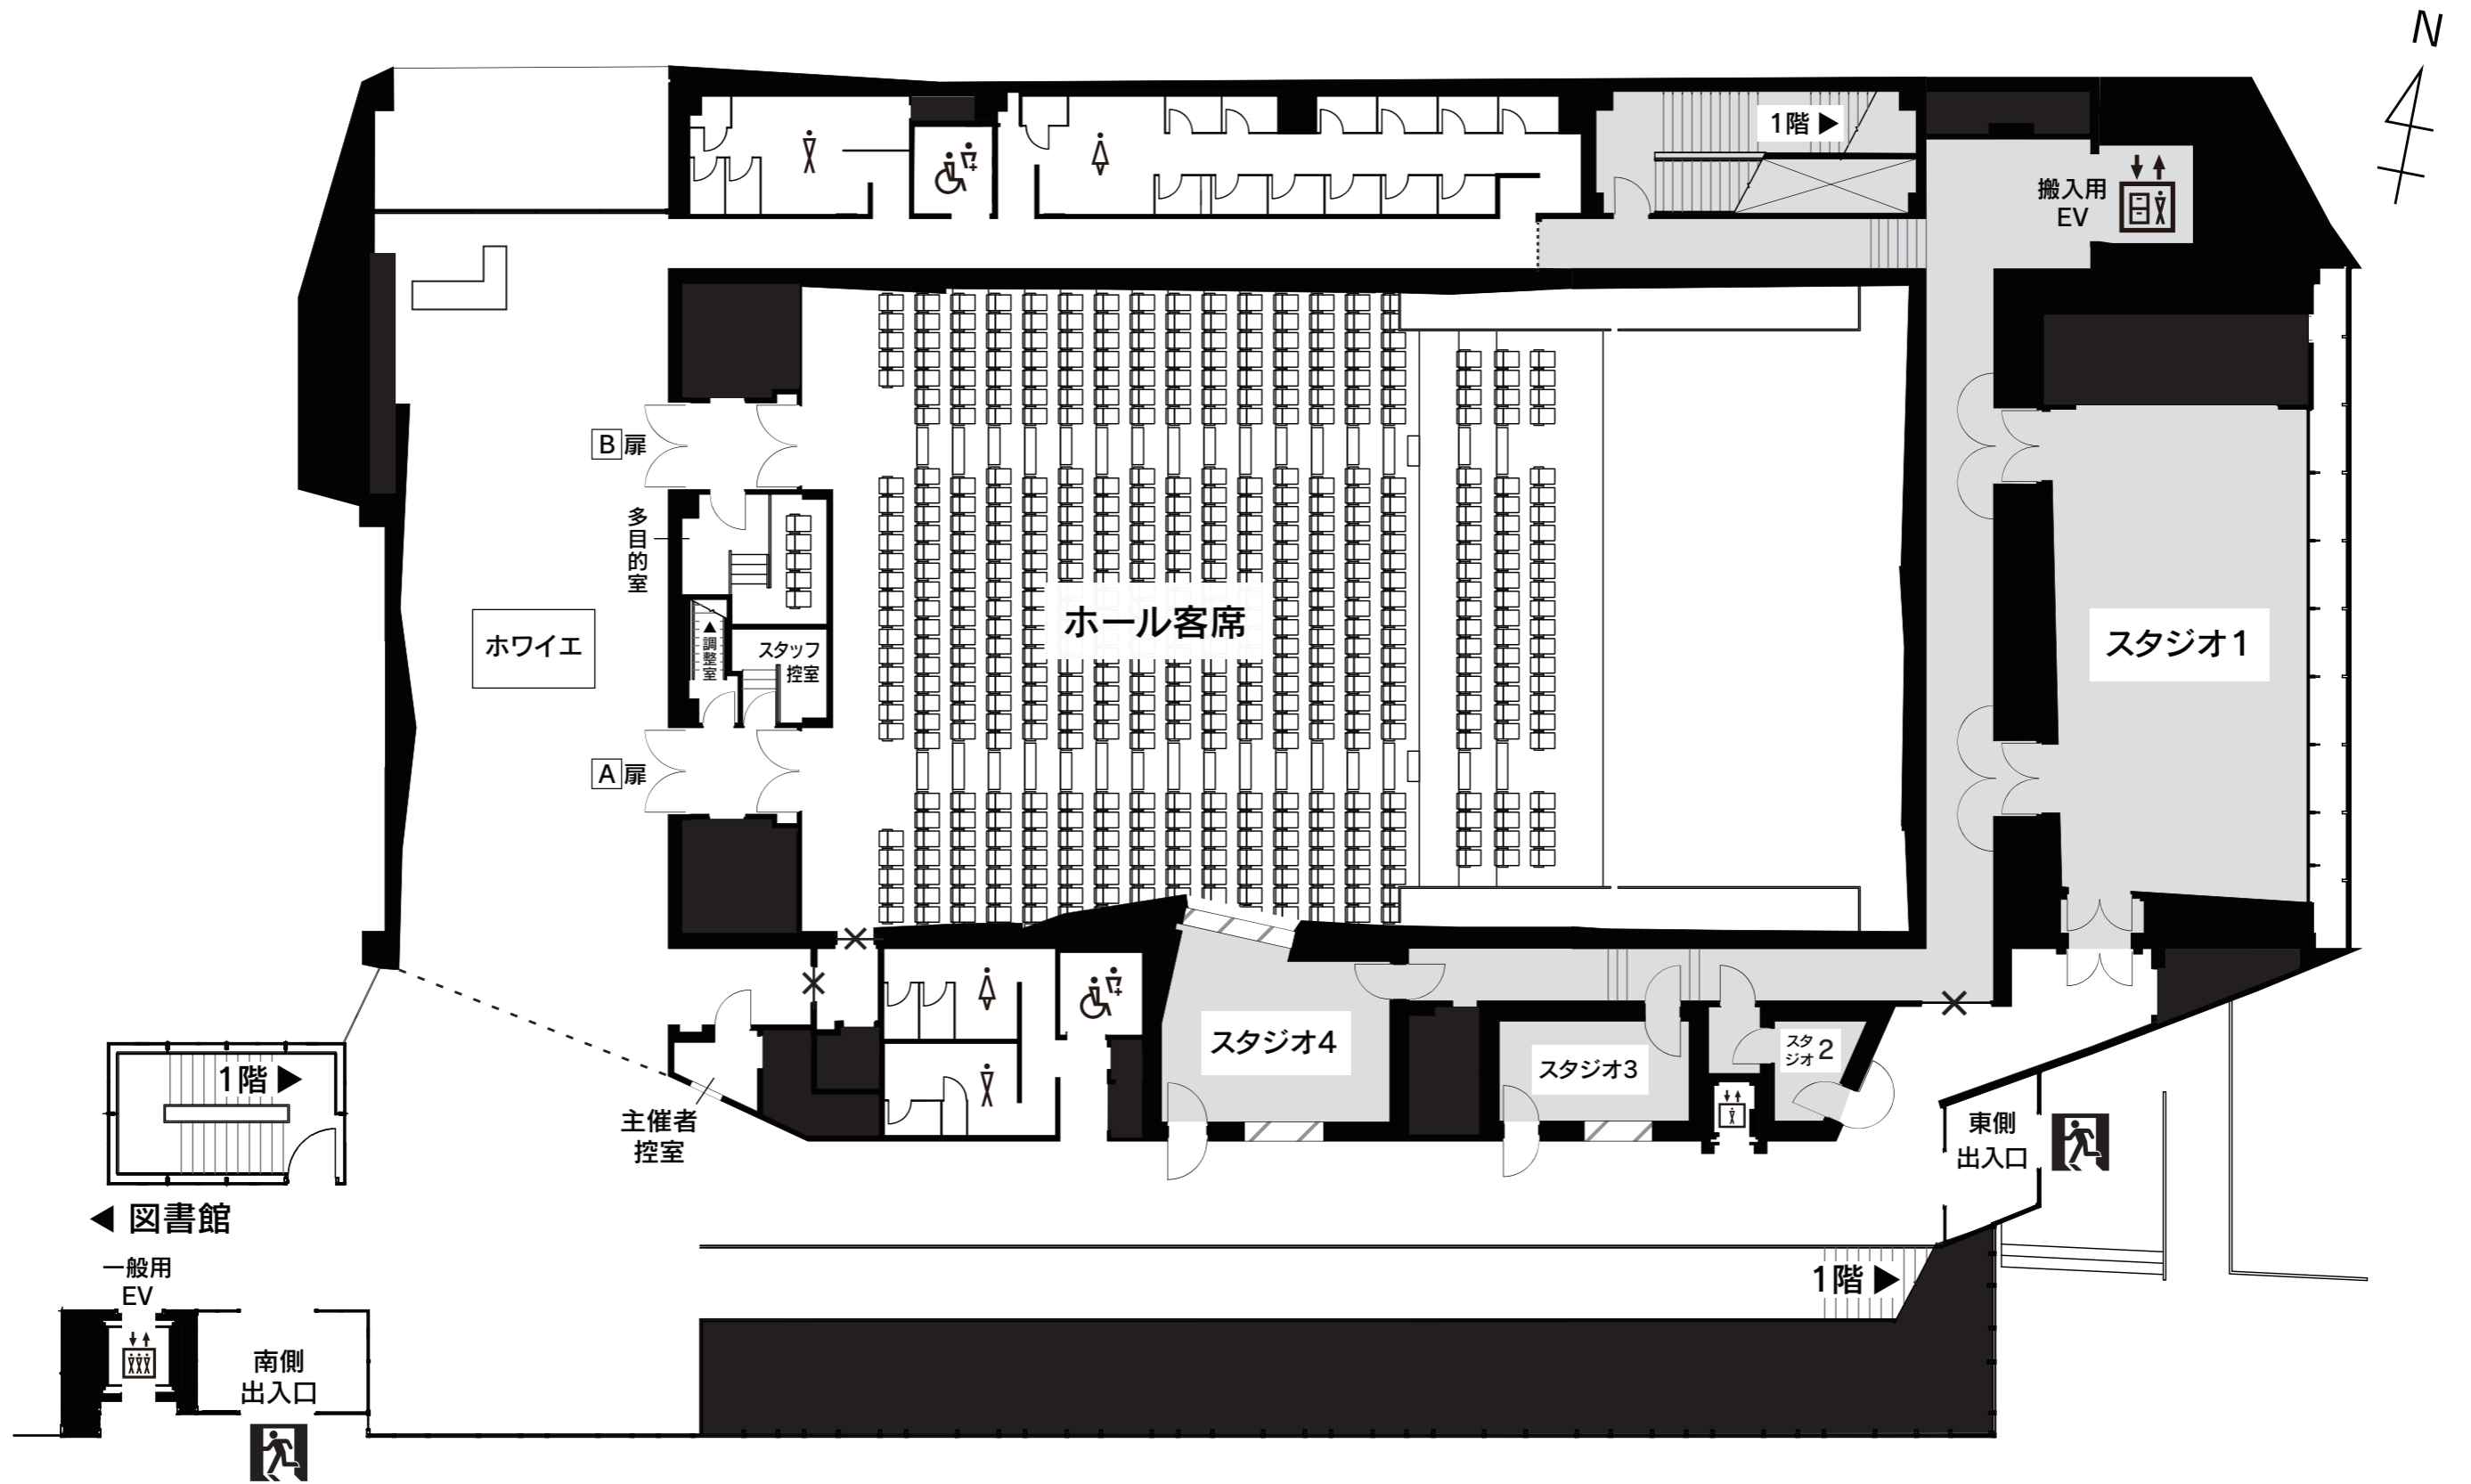 N
1階 ▶
搬入用
EV
B 扉
多目的室
ホワイエ
▲調整室
スタッフ
控室
ホール客席
スタジオ1
A 扉
スタジオ4
スタジオ3
スタ
ジオ 2
1階 ▶
主催者
控室
東側
出入口
◀ 図書館
一般用
EV
1階 ▶
南側
出入口